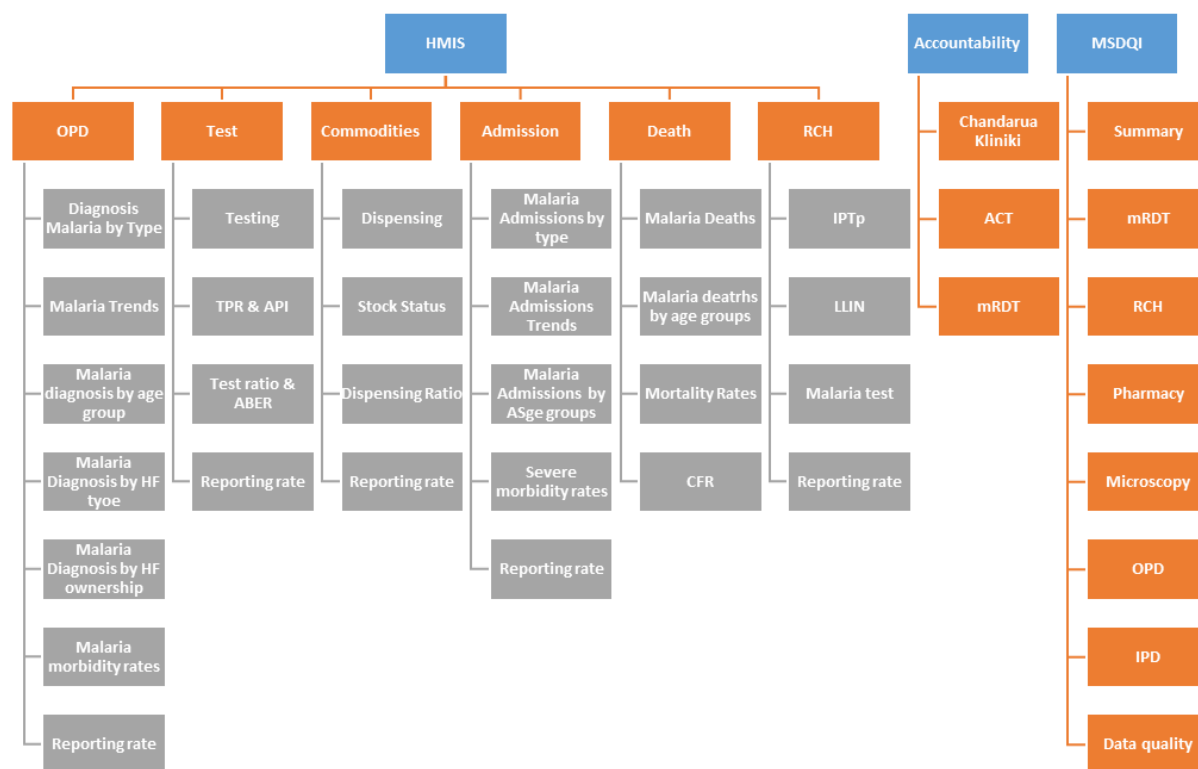 HMIS
Accountability
MSDQI
OPD
Test
Commodities
Admission
Death
RCH
Chandarua
Kliniki
Summary
Diagnosis
Malaria by Type
Testing
Dispensing
Malaria
Admissions by
type
Malaria Deaths
IPTp
ACT
mRDT
Malaria Trends
TPR & API
Stock Status
Malaria
Admissions
Trends
Malaria deatrhs
by age groups
LLIN
mRDT
RCH
Malaria
diagnosis by age
group
Test ratio &
ABER
Dispensing Ratio
Malaria
Admissions by
ASge groups
Mortality Rates
Malaria test
Pharmacy
Malaria
Diagnosis by HF
tyoe
Reporting rate
Reporting rate
Severe
morbidity rates
CFR
Reporting rate
Microscopy
Malaria
Diagnosis by HF
ownership
Reporting rate
OPD
Malaria
morbidity rates
IPD
Reporting rate
Data quality